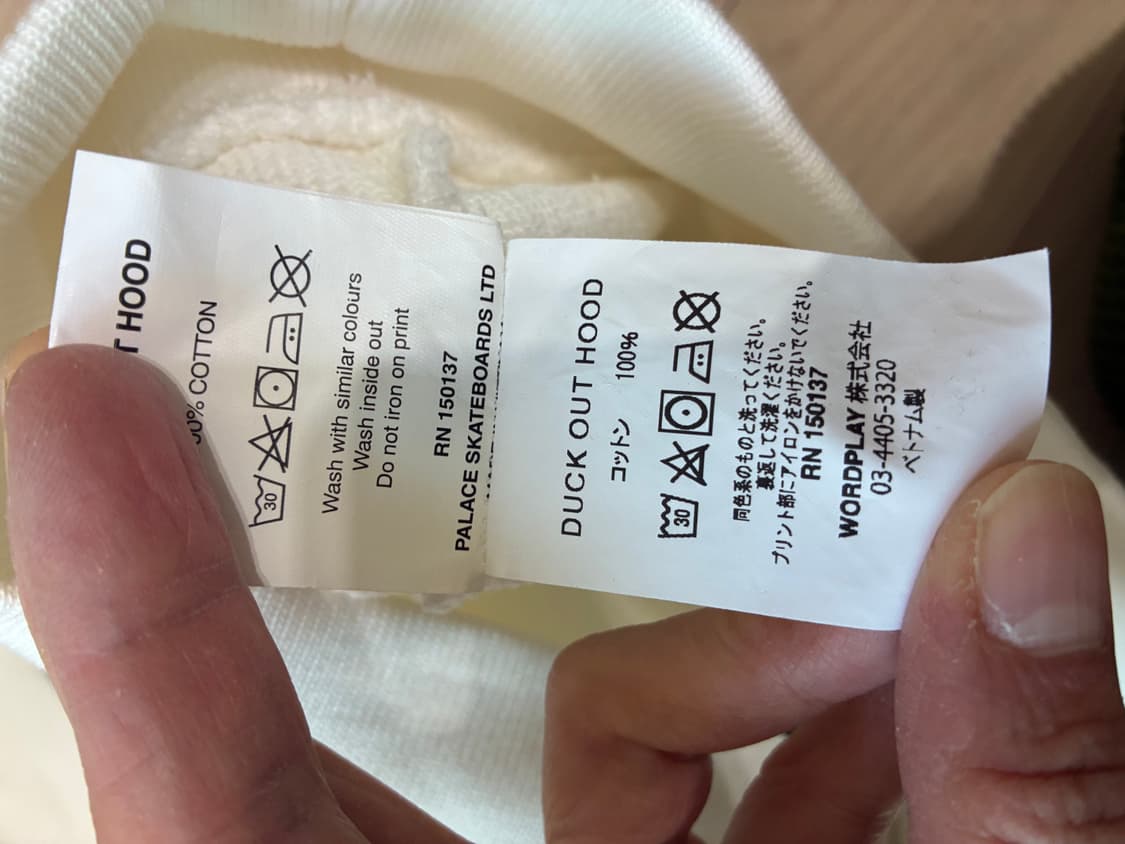 HOOD
COTTON
30
Wash with similar colours
Wash inside out
Do not iron on print
RN 150137
PALACE SKATEBOARDS LTD
DUCK OUT HOOD
コットン 100%
30
同色系のものと洗ってください。
裏返して洗濯ください。
プリント部にアイロンをかけないでください。
RN 150137
WORDPLAY 株式会社
03-4405-3320
ベトナム製